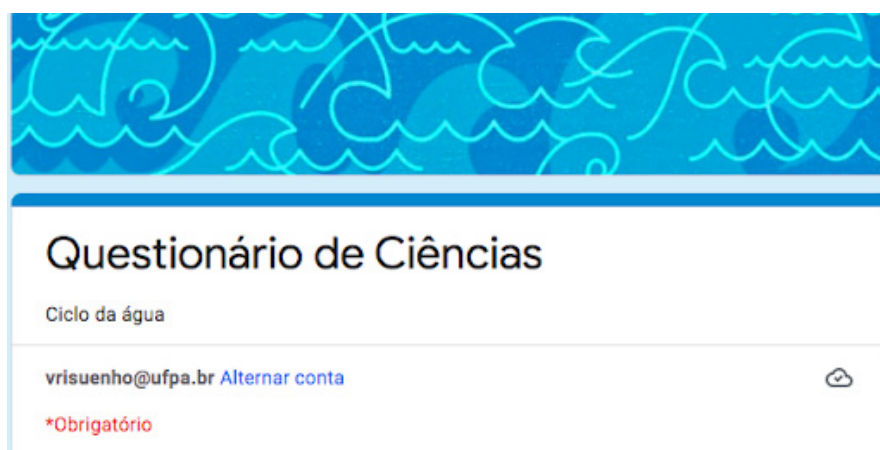 Questionário de Ciências
Ciclo da água
vrisuenho@ufpa.br Alternar conta
*Obrigatório